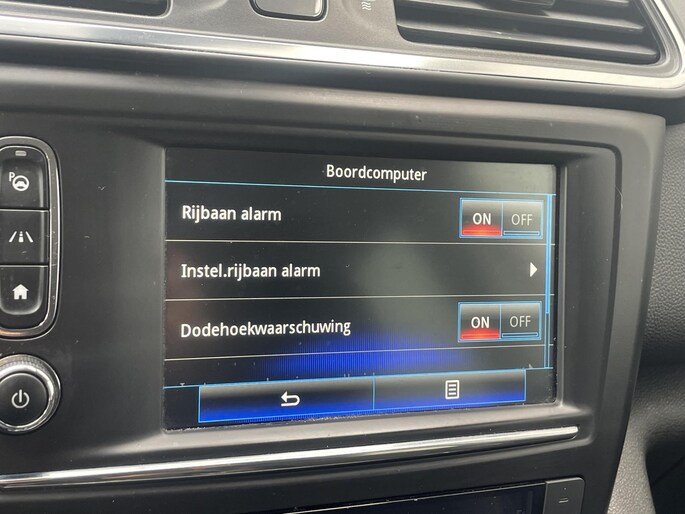 Boordcomputer
Rijbaan alarm ON OFF
P
Instel.rijbaan alarm
Dodehoekwaarschuwing ON OFF